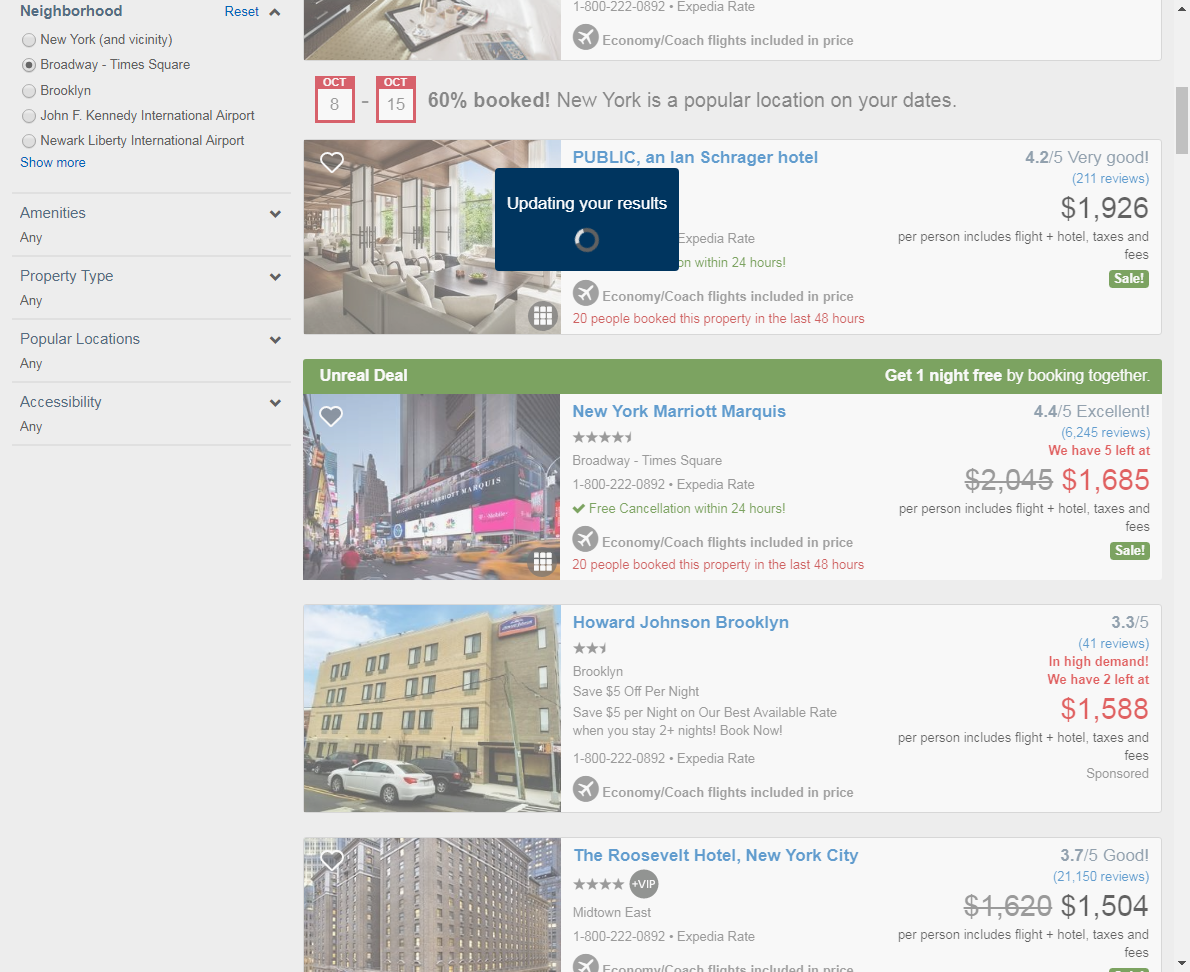 Neighborhood
Reset
New York (and vicinity)
Broadway - Times Square
Brooklyn
John F. Kennedy International Airport
Newark Liberty International Airport
Show more
Amenities
Any
Property Type
Any
Popular Locations
Any
Accessibility
Any
1-800-222-0892 • Expedia Rate
Economy/Coach flights included in price
OCT
8
-
OCT
15
60% booked! New York is a popular location on your dates.
PUBLIC, an Ian Schrager hotel
Expedia Rate
within 24 hours!
Economy/Coach flights included in price
20 people booked this property in the last 48 hours
4.2/5 Very good!
(211 reviews)
$1,926
per person includes flight + hotel, taxes and
fees
Sale!
Updating your results
Unreal Deal
Get 1 night free by booking together.
WELCOME TO THE MARRIOTT MARQUIS
New York Marriott Marquis
Broadway - Times Square
1-800-222-0892 • Expedia Rate
Free Cancellation within 24 hours!
Economy/Coach flights included in price
20 people booked this property in the last 48 hours
4.4/5 Excellent!
(6,245 reviews)
We have 5 left at
$2,045 $1,685
per person includes flight + hotel, taxes and
fees
Sale!
Howard Johnson Brooklyn
Brooklyn
Save $5 Off Per Night
Save $5 per Night on Our Best Available Rate
when you stay 2+ nights! Book Now!
1-800-222-0892 • Expedia Rate
Economy/Coach flights included in price
3.3/5
(41 reviews)
In high demand!
We have 2 left at
$1,588
per person includes flight + hotel, taxes and
fees
Sponsored
The Roosevelt Hotel, New York City
+VIP
Midtown East
1-800-222-0892 • Expedia Rate
Economy/Coach flights included in price
3.7/5 Good!
(21,150 reviews)
$1,620 $1,504
per person includes flight + hotel, taxes and
fees